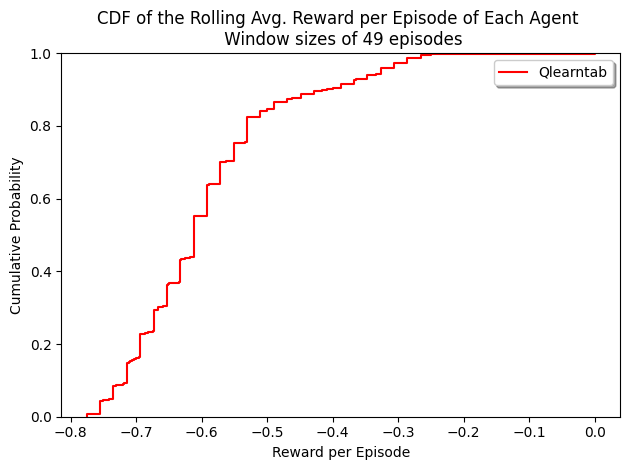 CDF of the Rolling Avg. Reward per Episode of Each Agent
Window sizes of 49 episodes
Qlearntab
Cumulative Probability
1.0
0.8
0.6
0.4
0.2
0.0
−0.8 −0.7 −0.6 −0.5 −0.4 −0.3 −0.2 −0.1 0.0
Reward per Episode